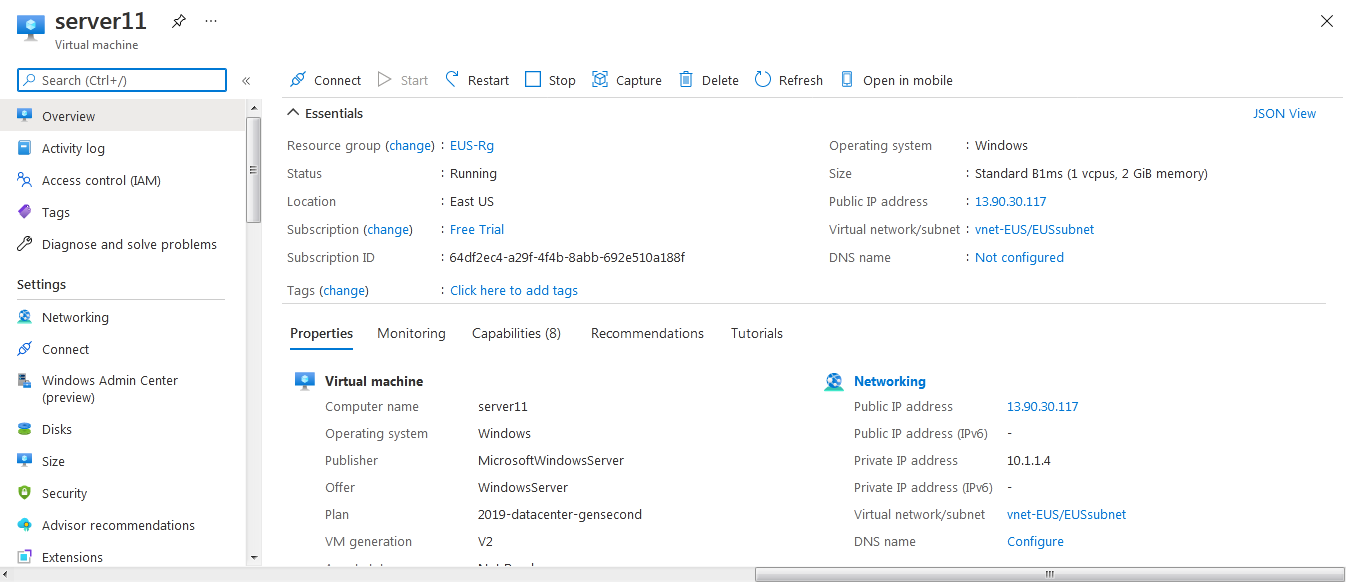 server11
...
Virtual machine
Search (Ctrl+/)
«
Connect Start Restart Stop Capture Delete Refresh Open in mobile
Overview
Activity log
Access control (IAM)
Tags
Diagnose and solve problems
Settings
Networking
Connect
Windows Admin Center
(preview)
Disks
Size
Security
Advisor recommendations
Extensions
Essentials JSON View
Resource group (change) : EUS-Rg
Status : Running
Location : East US
Subscription (change) : Free Trial
Subscription ID : 64df2ec4-a29f-4f4b-8abb-692e510a188f
Tags (change) : Click here to add tags
Operating system : Windows
Size : Standard B1ms (1 vcpus, 2 GiB memory)
Public IP address : 13.90.30.117
Virtual network/subnet : vnet-EUS/EUSsubnet
DNS name : Not configured
Properties Monitoring Capabilities (8) Recommendations Tutorials
Virtual machine
Computer name server11
Operating system Windows
Publisher MicrosoftWindowsServer
Offer WindowsServer
Plan 2019-datacenter-gensecond
VM generation V2
Networking
Public IP address 13.90.30.117
Public IP address (IPv6) -
Private IP address 10.1.1.4
Private IP address (IPv6) -
Virtual network/subnet vnet-EUS/EUSsubnet
DNS name Configure